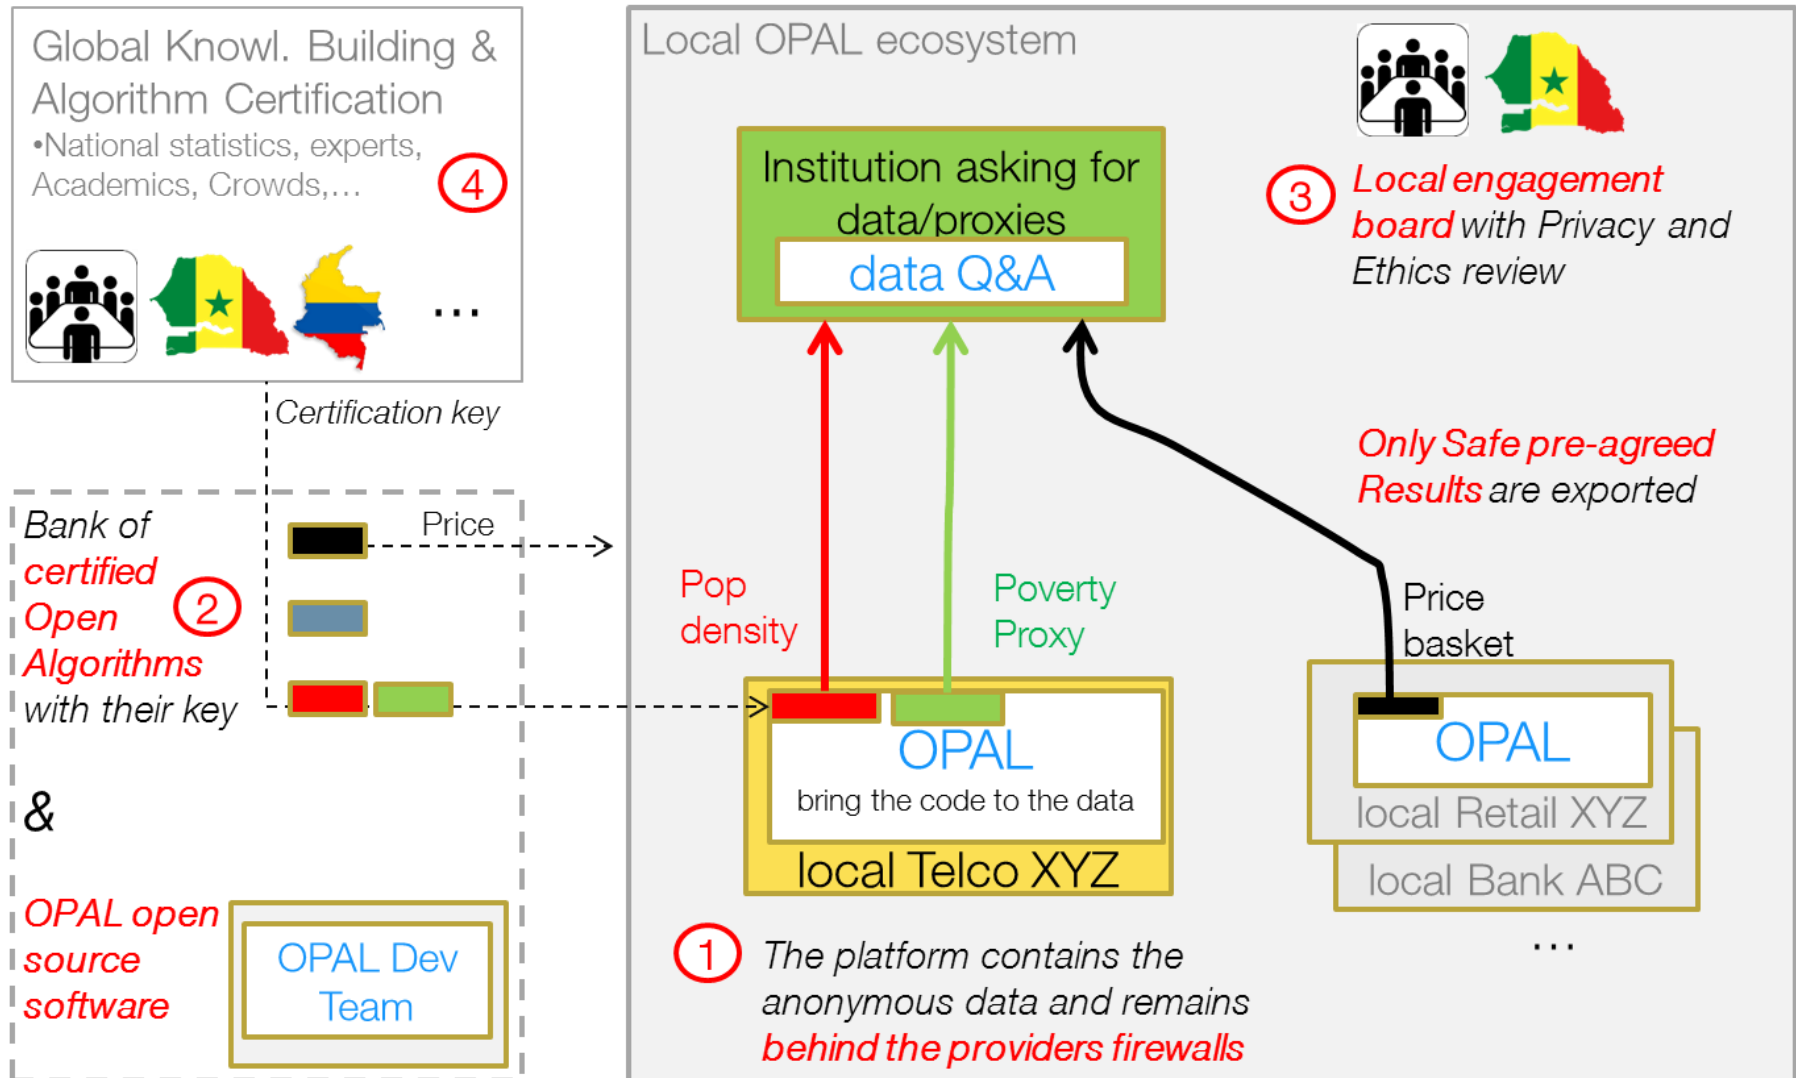 Global Knowl. Building &
Algorithm Certification
•National statistics, experts,
Academics, Crowds,...
4
...
Certification key
Bank of
certified
Open
Algorithms
with their key
2
Price
&
OPAL open
source
software
OPAL Dev
Team
Local OPAL ecosystem
Institution asking for
data/proxies
data Q&A
3
Local engagement
board with Privacy and
Ethics review
Only Safe pre-agreed
Results are exported
Pop
density
Poverty
Proxy
Price
basket
OPAL
bring the code to the data
local Telco XYZ
OPAL
local Retail XYZ
local Bank ABC
...
1
The platform contains the
anonymous data and remains
behind the providers firewalls